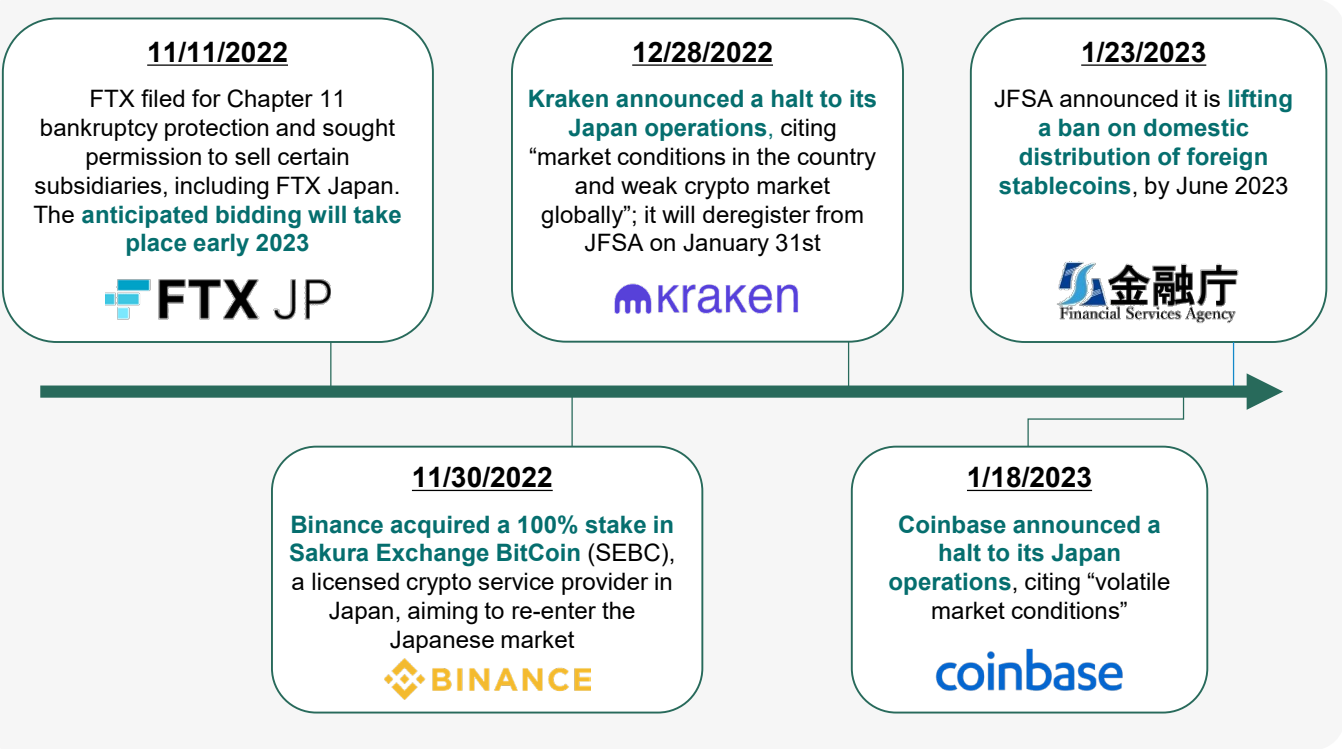 11/11/2022
FTX filed for Chapter 11
bankruptcy protection and sought
permission to sell certain
subsidiaries, including FTX Japan.
The anticipated bidding will take
place early 2023
FTX JP
12/28/2022
Kraken announced a halt to its
Japan operations, citing
“market conditions in the country
and weak crypto market
globally”; it will deregister from
JFSA on January 31st
kraken
1/23/2023
JFSA announced it is lifting
a ban on domestic
distribution of foreign
stablecoins, by June 2023
金融庁
Financial Services Agency
11/30/2022
Binance acquired a 100% stake in
Sakura Exchange BitCoin (SEBC),
a licensed crypto service provider in
Japan, aiming to re-enter the
Japanese market
BINANCE
1/18/2023
Coinbase announced a
halt to its Japan
operations, citing “volatile
market conditions”
coinbase